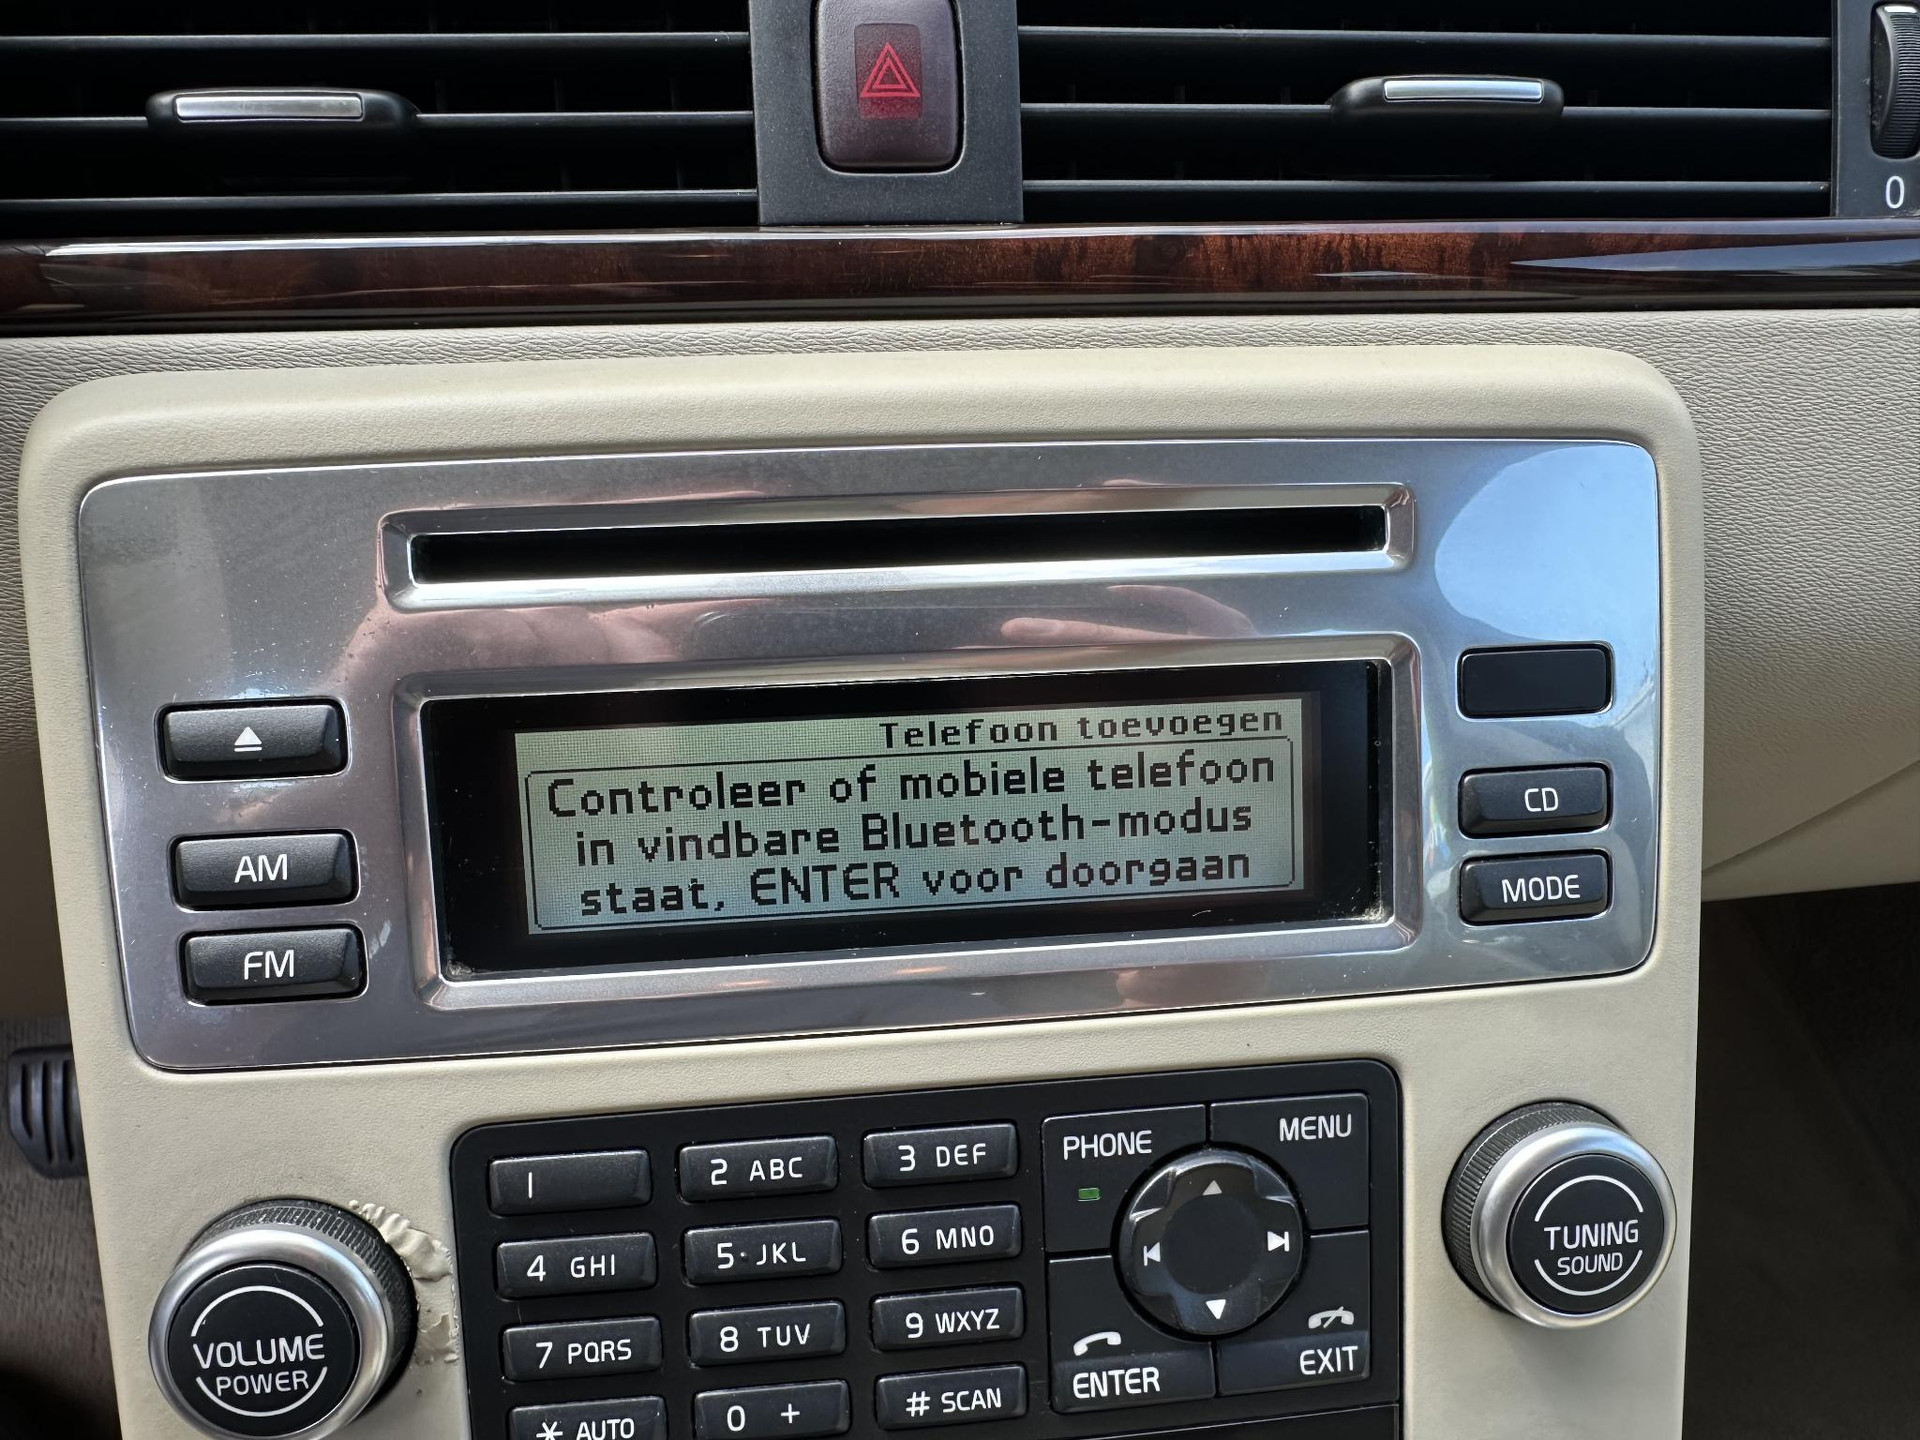 0
Telefoon toevoegen
Controleer of mobiele telefoon
in vindbare Bluetooth-modus
staat, ENTER voor doorgaan
AM
FM
CD
MODE
1
2 ABC
3 DEF
4 GHI
5 JKL
6 MNO
7 PQRS
8 TUV
9 WXYZ
* AUTO
0 +
# SCAN
PHONE
MENU
ENTER
EXIT
VOLUME
POWER
TUNING
SOUND